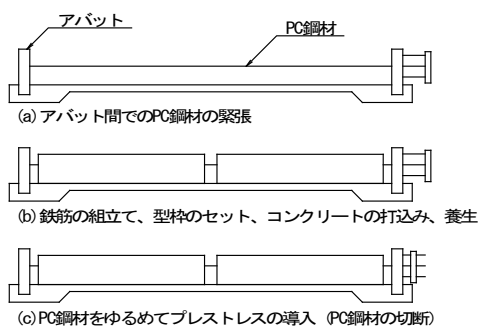 アバット
PC鋼材
(a)アバット間でのPC鋼材の緊張
(b)鉄筋の組立て、型枠のセット、コンクリートの打込み、養生
(c)PC鋼材をゆるめてプレストレスの導入（PC鋼材の切断）